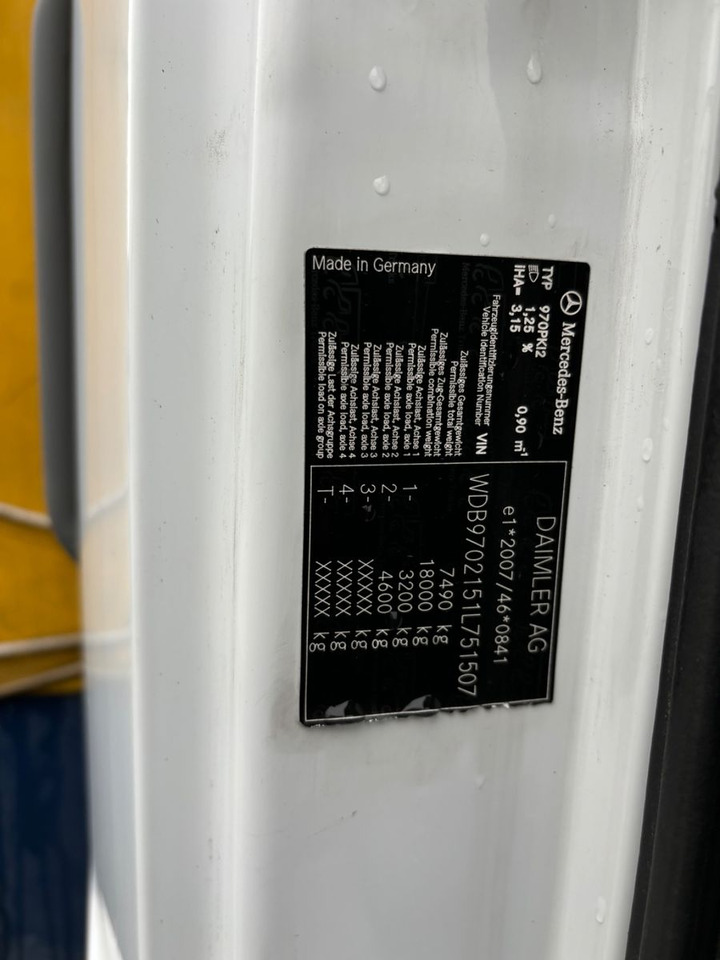 Mercedes-Benz
TYP 970PKI2
1,25 % 0,90 m⁻¹
iHA= 3,15
DAIMLER AG
e1*2007/46*0841
Fahrzeugidentifizierungsnummer
Vehicle Identification Number VIN WDB9702151L751507
Zulässiges Gesamtgewicht
Permissible total weight 7490 kg
Zulässiges Zug-Gesamtgewicht
Permissible combination weight 18000 kg
Zulässige Achslast, Achse 1
Permissible axle load, axle 1 1- 3200 kg
Zulässige Achslast, Achse 2
Permissible axle load, axle 2 2- 4600 kg
Zulässige Achslast, Achse 3
Permissible axle load, axle 3 3- XXXXX kg
Zulässige Achslast, Achse 4
Permissible axle load, axle 4 4- XXXXX kg
Zulässige Last der Achsgruppe
Permissible load on axle group T- XXXXX kg
Made in Germany